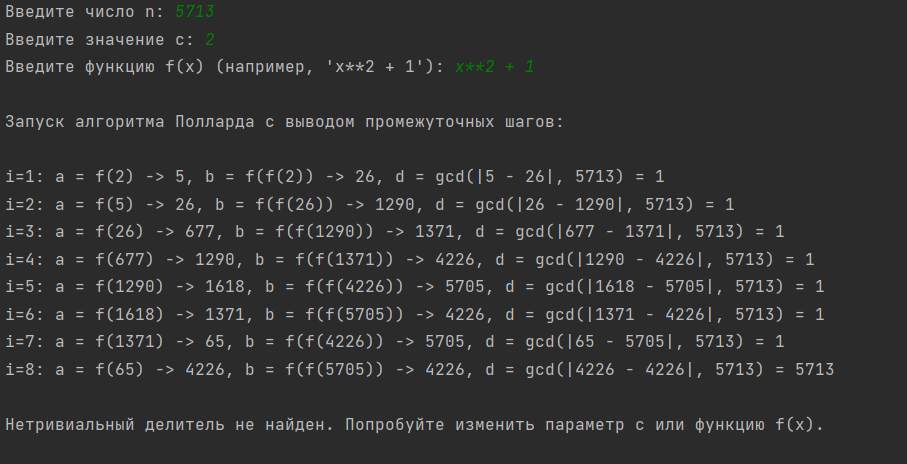 Введите число n: 5713
Введите значение c: 2
Введите функцию f(x) (например, 'x**2 + 1'): x**2 + 1
Запуск алгоритма Полларда с выводом промежуточных шагов:
i=1: a = f(2) -> 5, b = f(f(2)) -> 26, d = gcd(|5 - 26|, 5713) = 1
i=2: a = f(5) -> 26, b = f(f(26)) -> 1290, d = gcd(|26 - 1290|, 5713) = 1
i=3: a = f(26) -> 677, b = f(f(1290)) -> 1371, d = gcd(|677 - 1371|, 5713) = 1
i=4: a = f(677) -> 1290, b = f(f(1371)) -> 4226, d = gcd(|1290 - 4226|, 5713) = 1
i=5: a = f(1290) -> 1618, b = f(f(4226)) -> 5705, d = gcd(|1618 - 5705|, 5713) = 1
i=6: a = f(1618) -> 1371, b = f(f(5705)) -> 4226, d = gcd(|1371 - 4226|, 5713) = 1
i=7: a = f(1371) -> 65, b = f(f(4226)) -> 5705, d = gcd(|65 - 5705|, 5713) = 1
i=8: a = f(65) -> 4226, b = f(f(5705)) -> 4226, d = gcd(|4226 - 4226|, 5713) = 5713
Нетривиальный делитель не найден. Попробуйте изменить параметр c или функцию f(x).